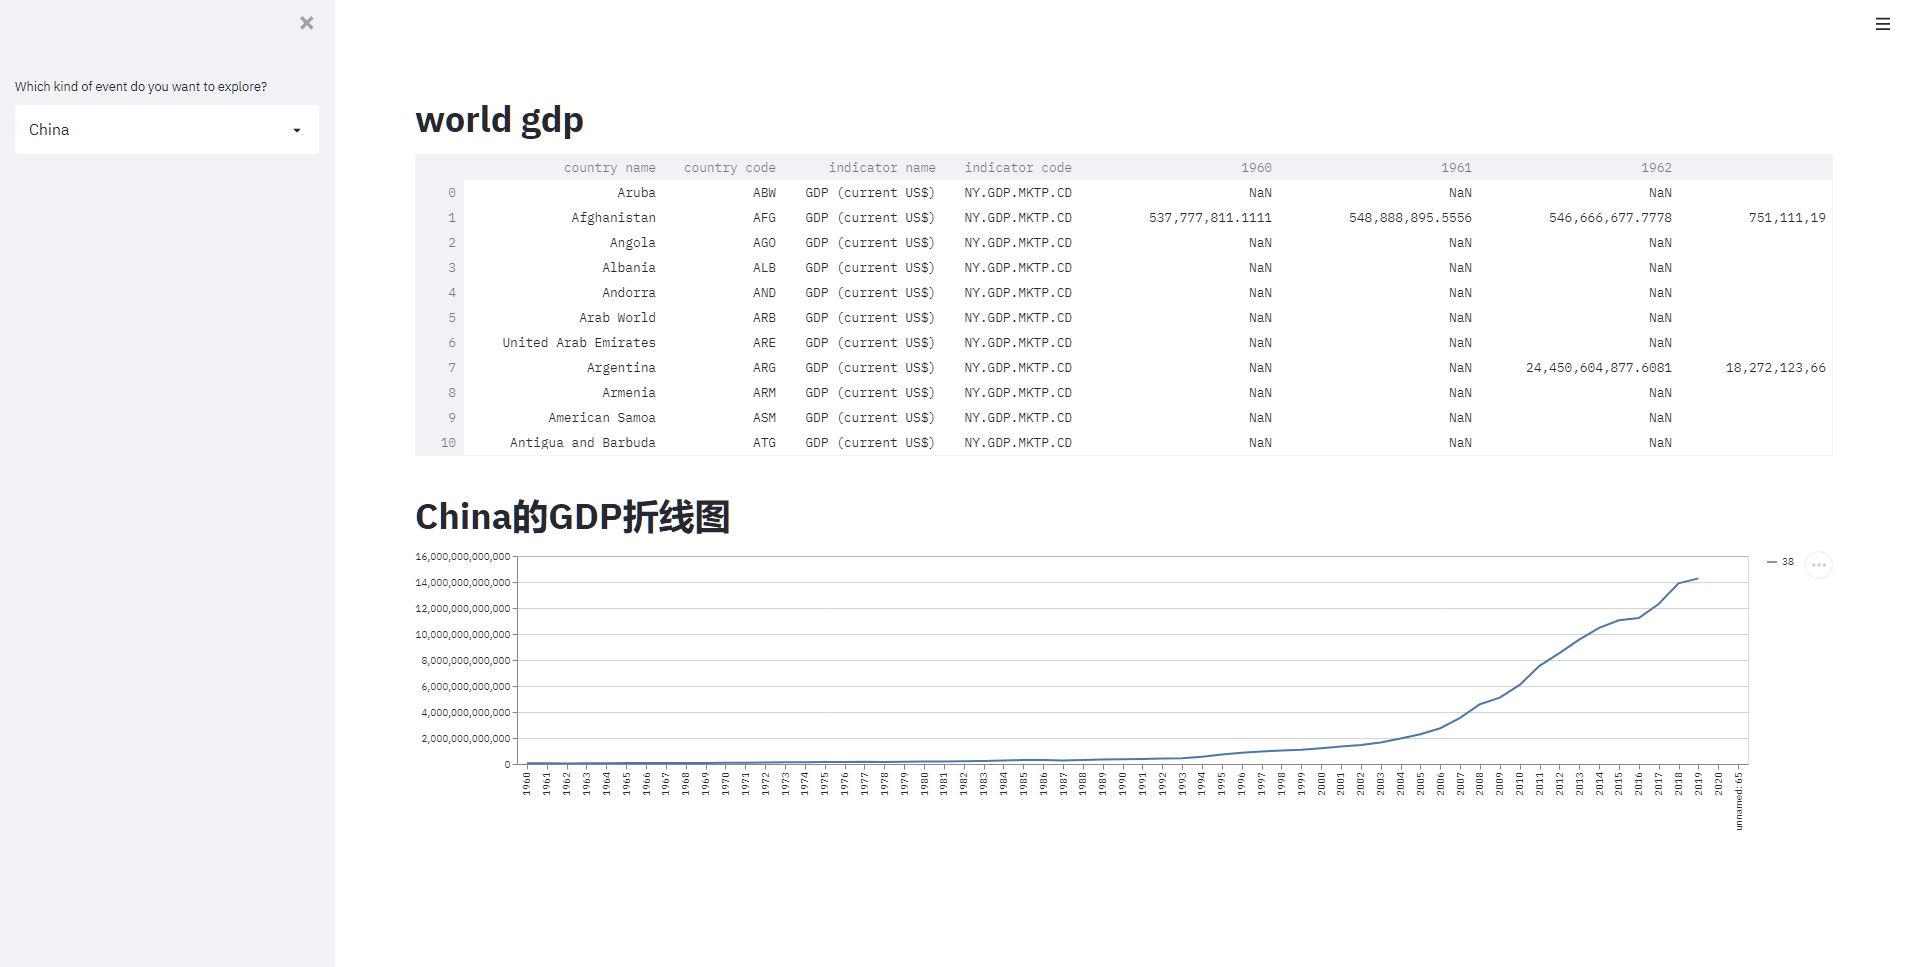 Which kind of event do you want to explore?
China
world gdp
country name country code indicator name indicator code 1960 1961 1962
0 Aruba ABW GDP (current US$) NY.GDP.MKTP.CD NaN NaN NaN
1 Afghanistan AFG GDP (current US$) NY.GDP.MKTP.CD 537,777,811.1111 548,888,895.5556 546,666,677.7778 751,111,19
2 Angola AGO GDP (current US$) NY.GDP.MKTP.CD NaN NaN NaN
3 Albania ALB GDP (current US$) NY.GDP.MKTP.CD NaN NaN NaN
4 Andorra AND GDP (current US$) NY.GDP.MKTP.CD NaN NaN NaN
5 Arab World ARB GDP (current US$) NY.GDP.MKTP.CD NaN NaN NaN
6 United Arab Emirates ARE GDP (current US$) NY.GDP.MKTP.CD NaN NaN NaN
7 Argentina ARG GDP (current US$) NY.GDP.MKTP.CD NaN NaN 24,450,604,877.6081 18,272,123,66
8 Armenia ARM GDP (current US$) NY.GDP.MKTP.CD NaN NaN NaN
9 American Samoa ASM GDP (current US$) NY.GDP.MKTP.CD NaN NaN NaN
10 Antigua and Barbuda ATG GDP (current US$) NY.GDP.MKTP.CD NaN NaN NaN
China的GDP折线图
16,000,000,000,000
14,000,000,000,000
12,000,000,000,000
10,000,000,000,000
8,000,000,000,000
6,000,000,000,000
4,000,000,000,000
2,000,000,000,000
0
38
1960 1961 1962 1963 1964 1965 1966 1967 1968 1969 1970 1971 1972 1973 1974 1975 1976 1977 1978 1979 1980 1981 1982 1983 1984 1985 1986 1987 1988 1989 1990 1991 1992 1993 1994 1995 1996 1997 1998 1999 2000 2001 2002 2003 2004 2005 2006 2007 2008 2009 2010 2011 2012 2013 2014 2015 2016 2017 2018 2019 2020 unnamed: 65